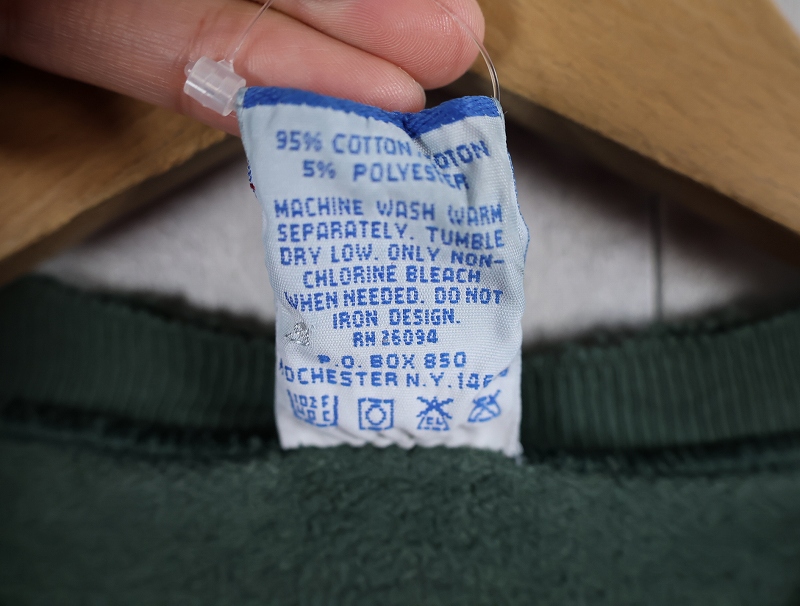 95% COTTON COTON
5% POLYESTER
MACHINE WASH WARM
SEPARATELY. TUMBLE
DRY LOW. ONLY NON-
CHLORINE BLEACH
WHEN NEEDED. DO NOT
IRON DESIGN.
RN 26094
P.O. BOX 850
ROCHESTER N.Y.